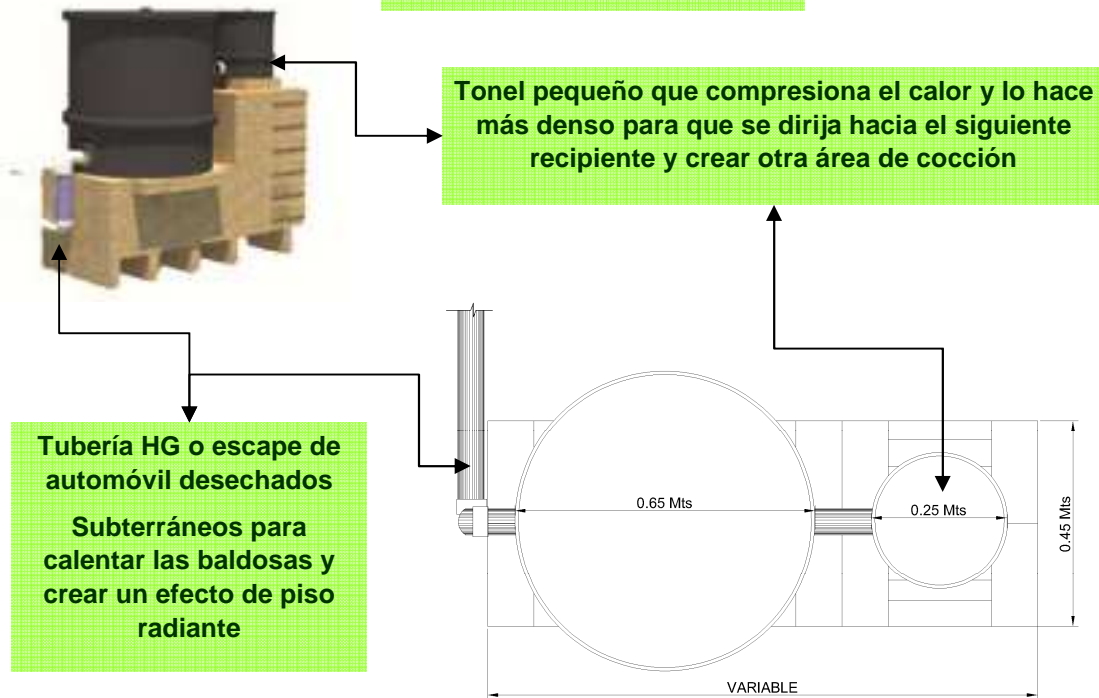 Tonel pequeño que compresiona el calor y lo hace
más denso para que se dirija hacia el siguiente
recipiente y crear otra área de cocción
Tubería HG o escape de
automóvil desechados
Subterráneos para
calentar las baldosas y
crear un efecto de piso
radiante
0.65 Mts
0.25 Mts
0.45 Mts
VARIABLE